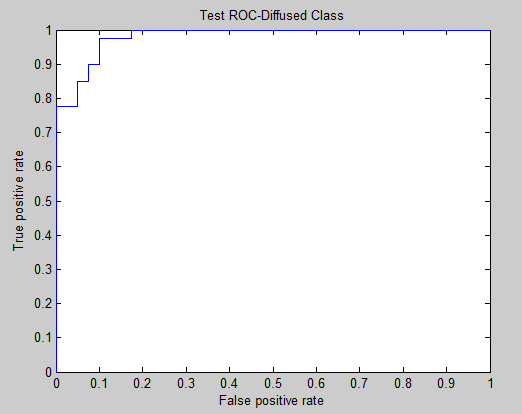 Test ROC-Diffused Class
1
0.9
0.8
0.7
0.6
0.5
0.4
0.3
0.2
0.1
0
True positive rate
0 0.1 0.2 0.3 0.4 0.5 0.6 0.7 0.8 0.9 1
False positive rate